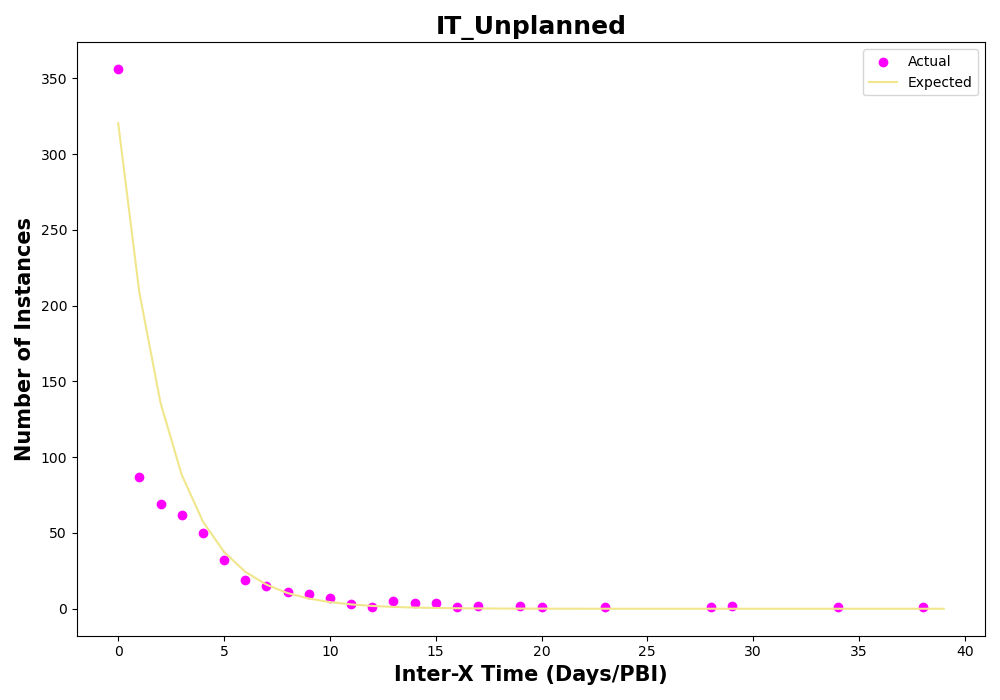 IT_Unplanned
Actual
Expected
Number of Instances
350
300
250
200
150
100
50
0
0 5 10 15 20 25 30 35 40
Inter-X Time (Days/PBI)